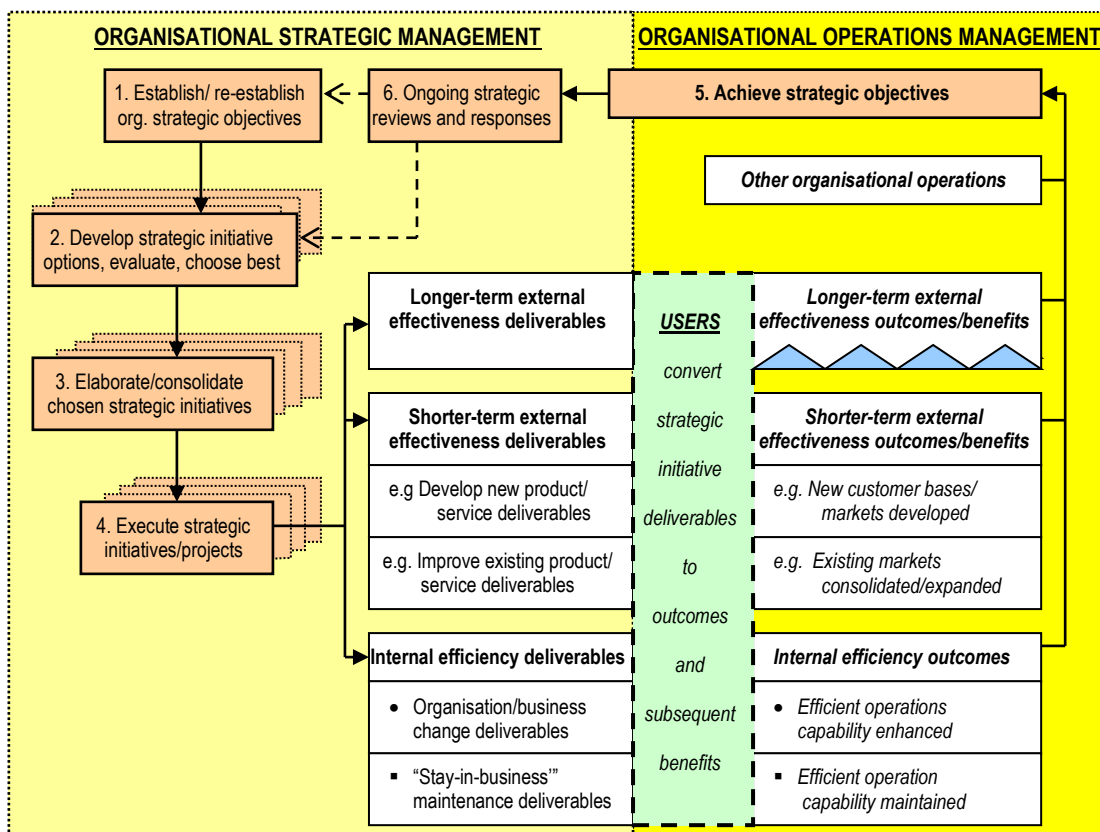 ORGANISATIONAL STRATEGIC MANAGEMENT
ORGANISATIONAL OPERATIONS MANAGEMENT
1. Establish/ re-establish
org. strategic objectives
6. Ongoing strategic
reviews and responses
5. Achieve strategic objectives
Other organisational operations
2. Develop strategic initiative
options, evaluate, choose best
3. Elaborate/consolidate
chosen strategic initiatives
4. Execute strategic
initiatives/projects
Longer-term external
effectiveness deliverables
Shorter-term external
effectiveness deliverables
e.g Develop new product/
service deliverables
e.g. Improve existing product/
service deliverables
Internal efficiency deliverables
● Organisation/business
change deliverables
▪ “Stay-in-business’”
maintenance deliverables
USERS
convert
strategic
initiative
deliverables
to
outcomes
and
subsequent
benefits
Longer-term external
effectiveness outcomes/benefits
Shorter-term external
effectiveness outcomes/benefits
e.g. New customer bases/
markets developed
e.g. Existing markets
consolidated/expanded
Internal efficiency outcomes
● Efficient operations
capability enhanced
▪ Efficient operation
capability maintained